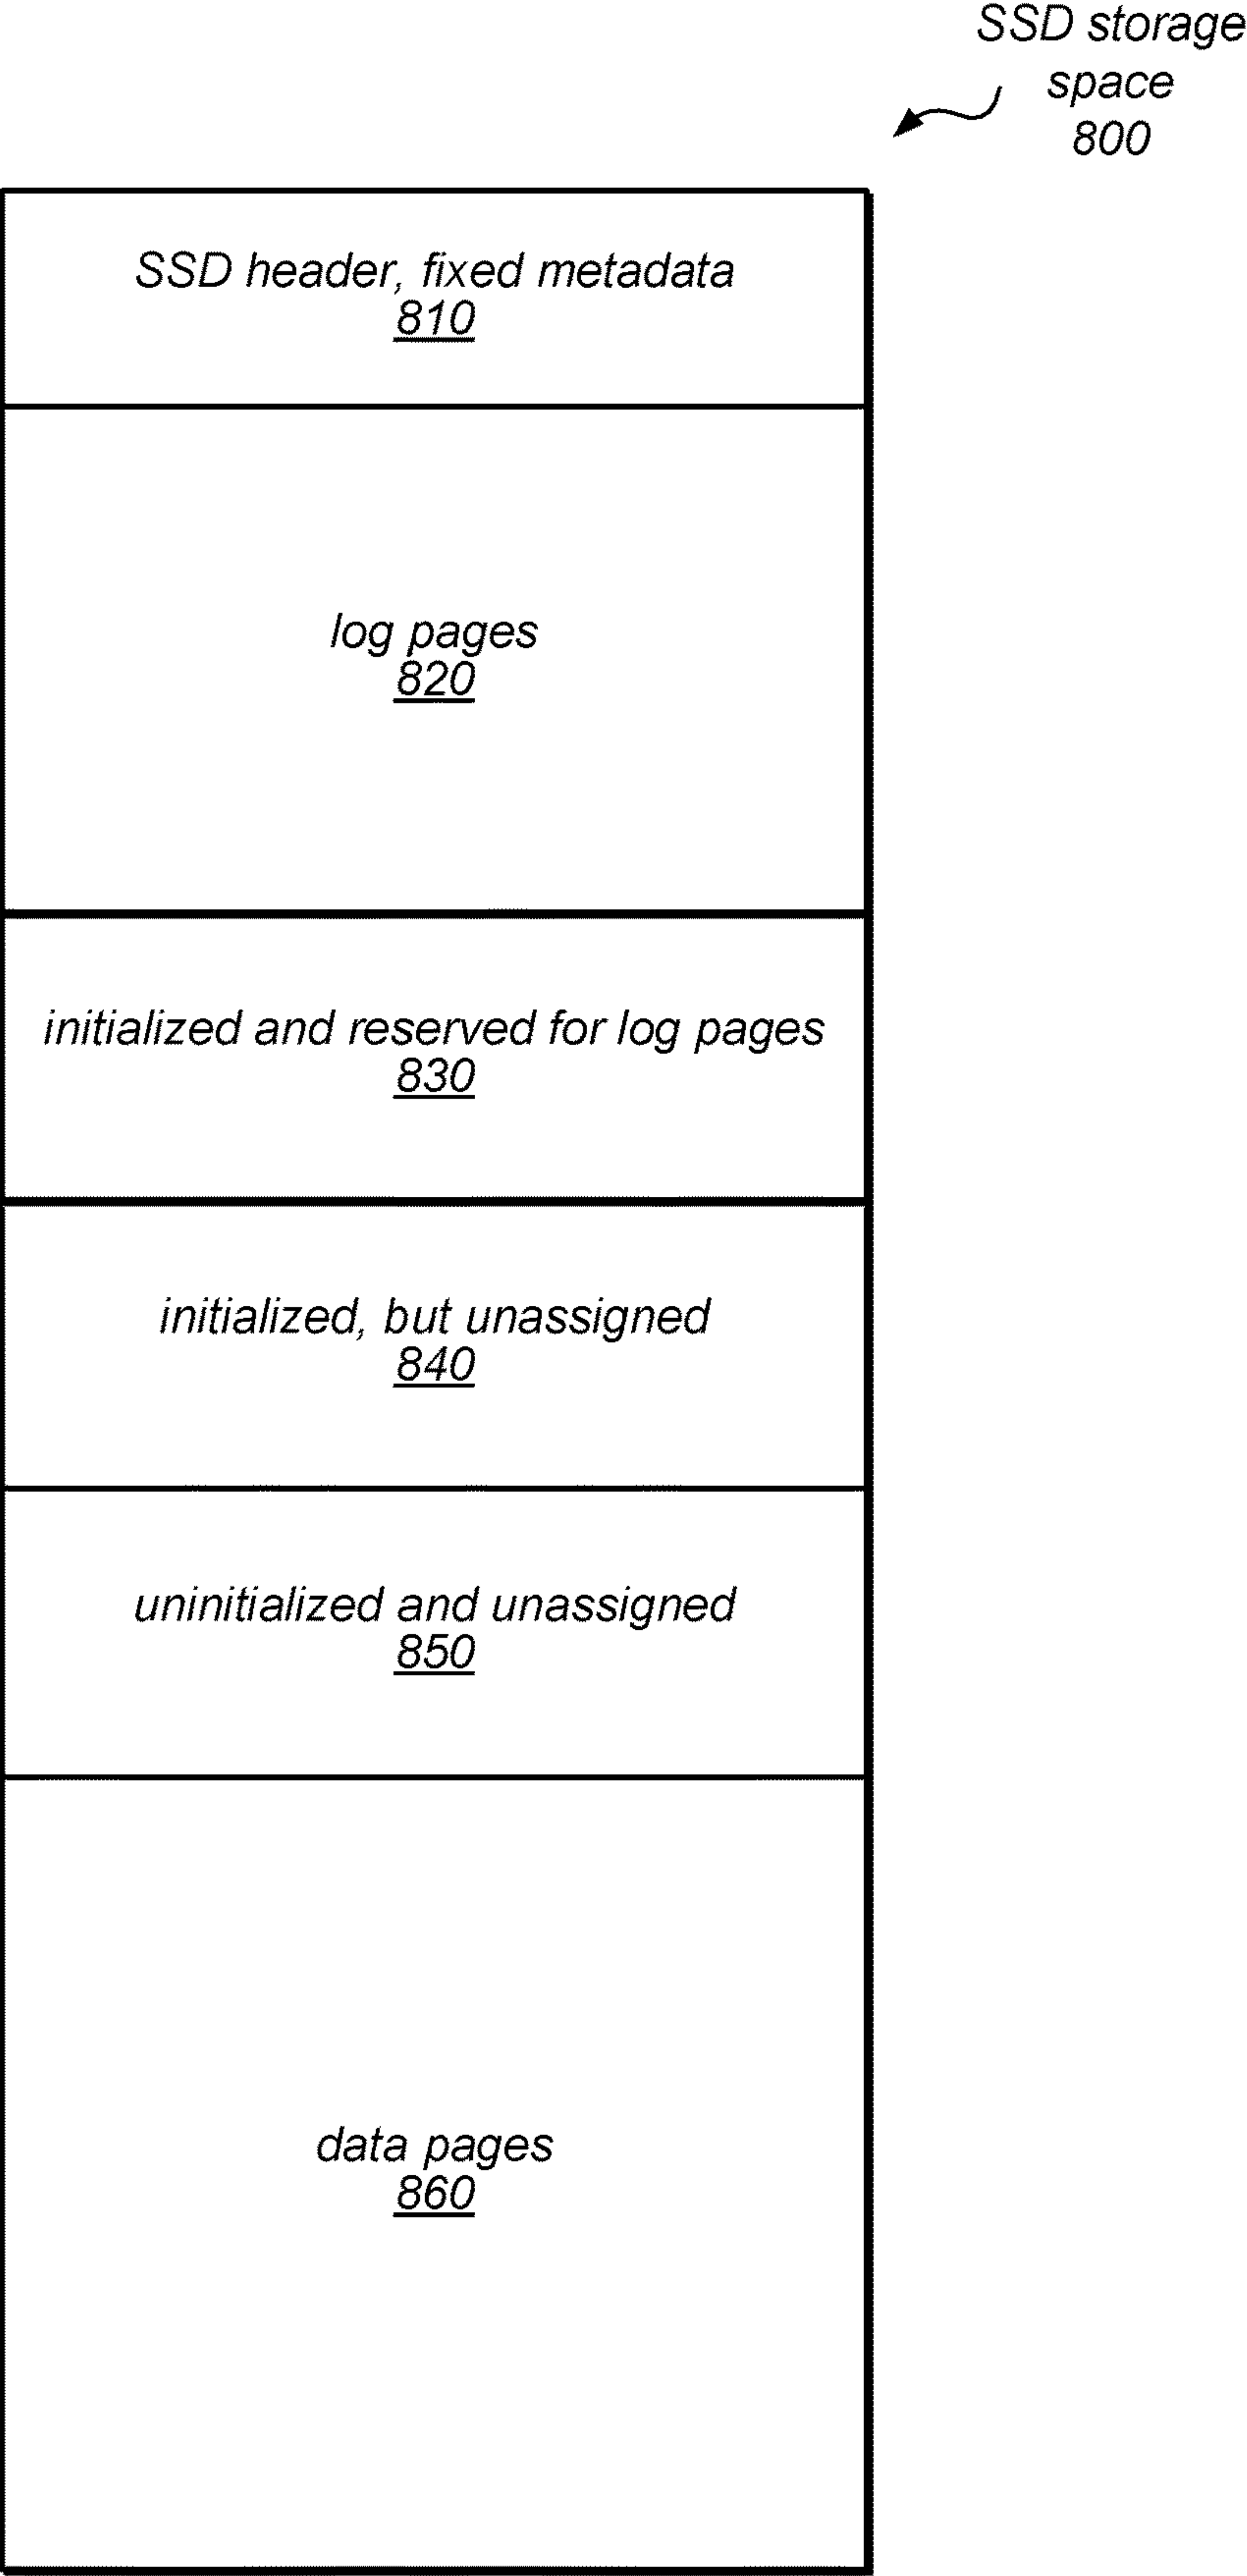 SSD storage
space
800
SSD header, fixed metadata
810
log pages
820
initialized and reserved for log pages
830
initialized, but unassigned
840
uninitialized and unassigned
850
data pages
860